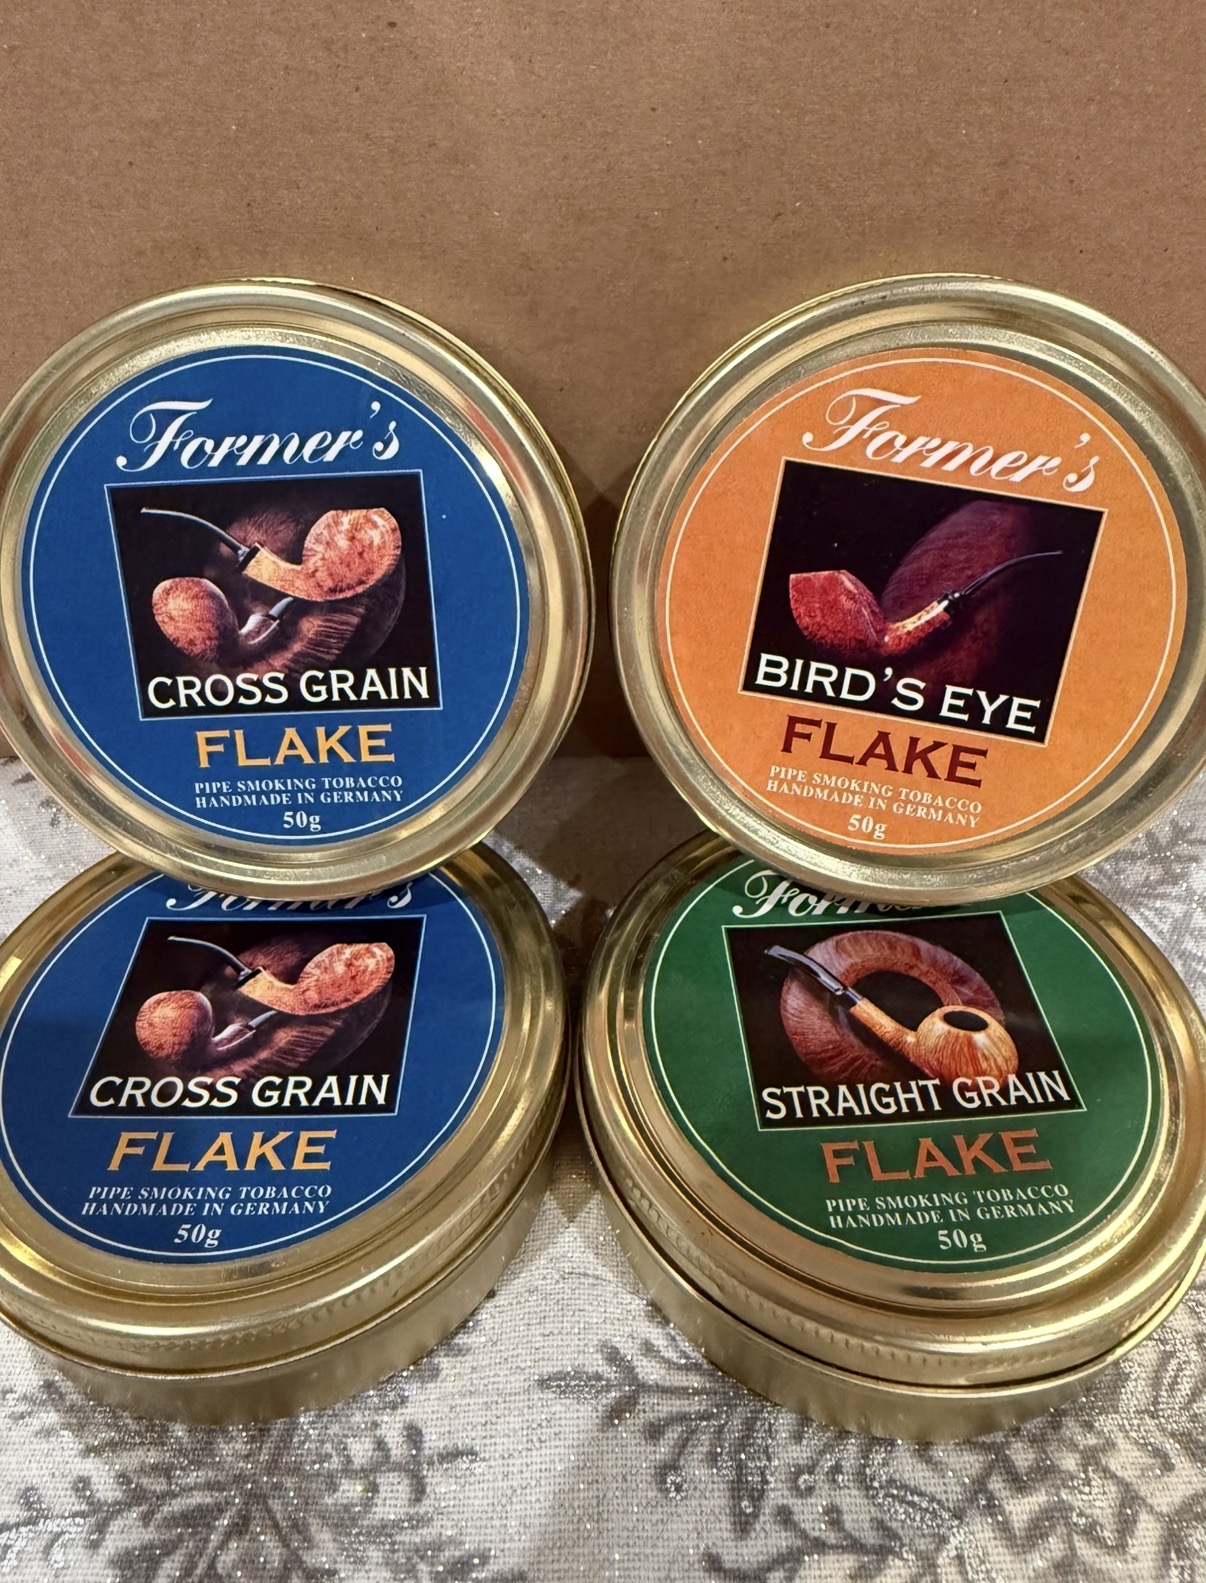 Former's
CROSS GRAIN
FLAKE
PIPE SMOKING TOBACCO
HANDMADE IN GERMANY
50g
Former's
BIRD'S EYE
FLAKE
PIPE SMOKING TOBACCO
HANDMADE IN GERMANY
50g
Former's
CROSS GRAIN
FLAKE
PIPE SMOKING TOBACCO
HANDMADE IN GERMANY
50g
Former's
STRAIGHT GRAIN
FLAKE
PIPE SMOKING TOBACCO
HANDMADE IN GERMANY
50g